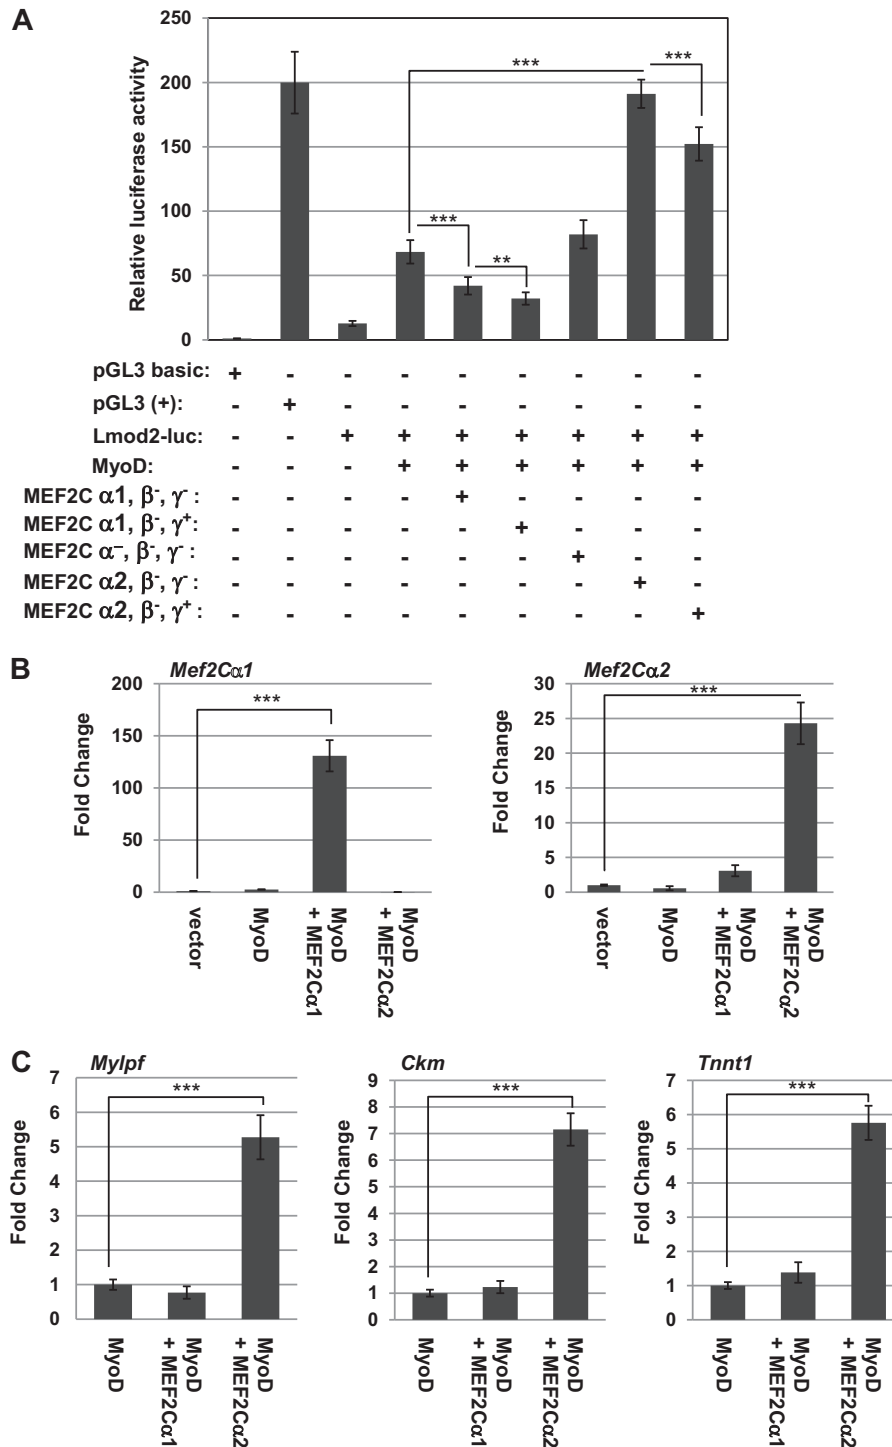 A
Relative luciferase activity
250
200
150
100
50
0
***
***
***
**
pGL3 basic: + - - - - - - - -
pGL3 (+): - + - - - - - - -
Lmod2-luc: - - + + + + + + +
MyoD: - - - + + + + + +
MEF2C α1, β-, γ- : - - - - + - - - -
MEF2C α1, β-, γ+: - - - - - + - - -
MEF2C α–, β-, γ-: - - - - - - + - -
MEF2C α2, β-, γ-: - - - - - - - + -
MEF2C α2, β-, γ+ : - - - - - - - - +
B
Mef2Cα1
Fold Change
200
150
100
50
0
***
vector
MyoD
MyoD
+ MEF2Cα1
MyoD
+ MEF2Cα2
Mef2Cα2
Fold Change
30
25
20
15
10
5
0
***
vector
MyoD
MyoD
+ MEF2Cα1
MyoD
+ MEF2Cα2
C
Mylpf
Fold Change
7
6
5
4
3
2
1
0
***
MyoD
MyoD
+ MEF2Cα1
MyoD
+ MEF2Cα2
Ckm
Fold Change
9
8
7
6
5
4
3
2
1
0
***
MyoD
MyoD
+ MEF2Cα1
MyoD
+ MEF2Cα2
Tnnt1
Fold Change
7
6
5
4
3
2
1
0
***
MyoD
MyoD
+ MEF2Cα1
MyoD
+ MEF2Cα2